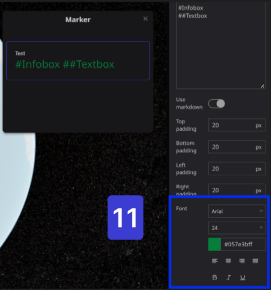 Marker
Text
#Infobox ##Textbox
11
#Infobox
##Textbox
Use
markdown
Top
padding
20
px
Bottom
padding
20
px
Left
padding
20
px
Right
padding
20
px
Font
Arial
24
#057e3bff
B I U